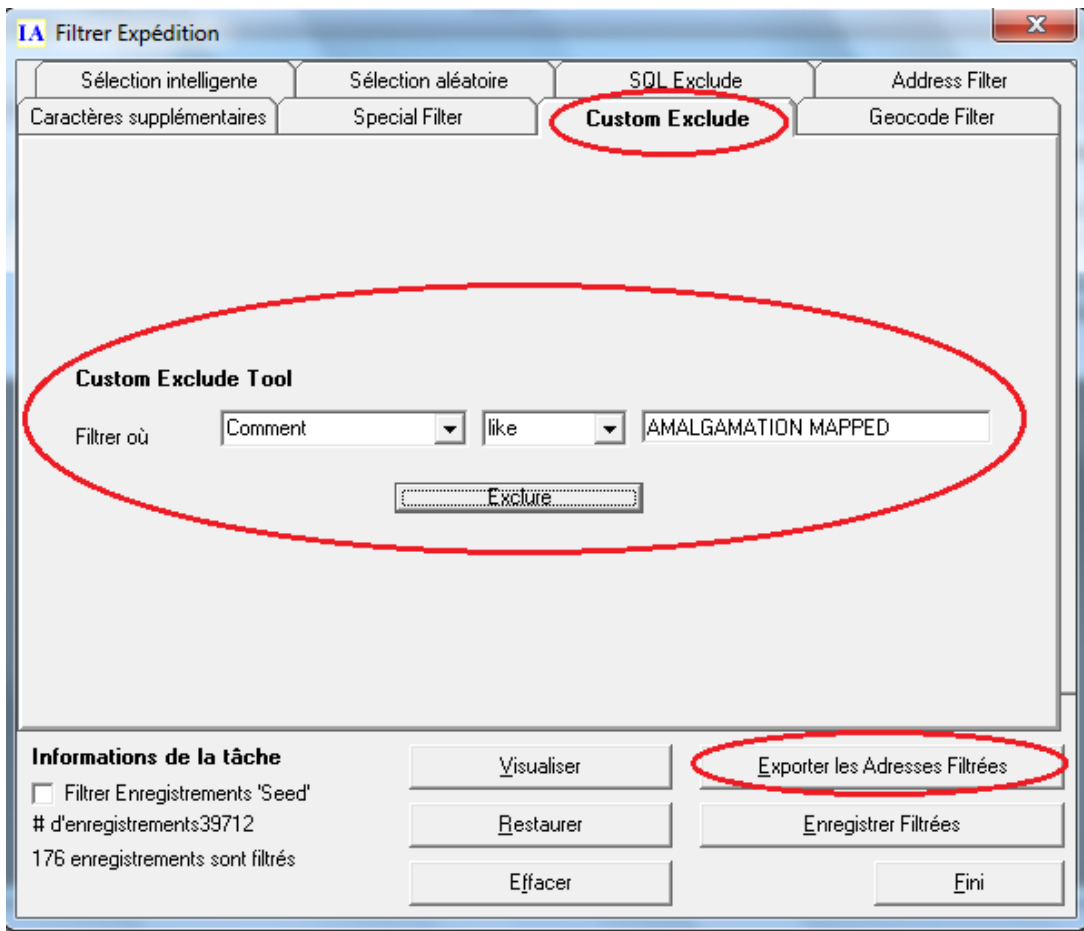 IA Filtrer Expédition
Sélection intelligente Sélection aléatoire SQL Exclude Address Filter
Caractères supplémentaires Special Filter Custom Exclude Geocode Filter
Custom Exclude Tool
Filtrer où Comment like AMALGAMATION MAPPED
Exclure
Informations de la tâche
Filtrer Enregistrements 'Seed'
# d'enregistrements39712
176 enregistrements sont filtrés
Visualiser Exporter les Adresses Filtrées
Restaurer Enregistrer Filtrées
Effacer Fini